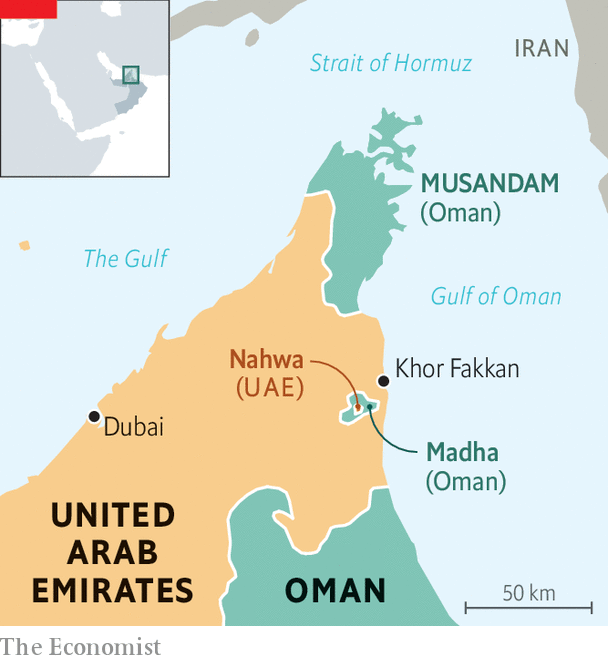 IRAN
Strait of Hormuz
MUSANDAM
(Oman)
The Gulf
Gulf of Oman
Nahwa
(UAE)
Khor Fakkan
Dubai
Madha
(Oman)
UNITED
ARAB
EMIRATES
OMAN
50 km
The Economist